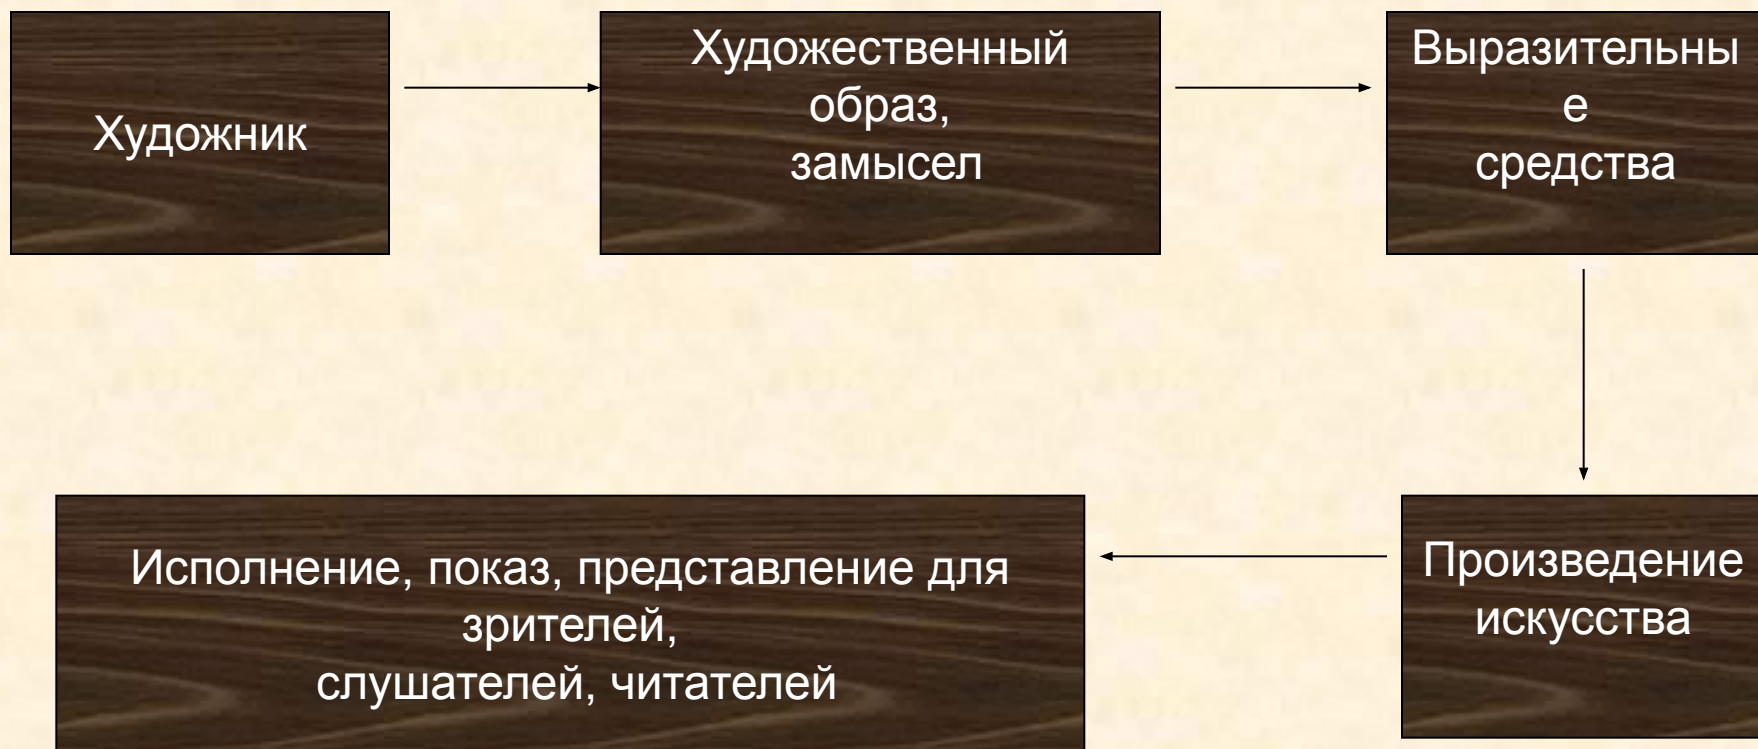 Художник
Художественный
образ,
замысел
Выразительны
е
средства
Произведение
искусства
Исполнение, показ, представление для
зрителей,
слушателей, читателей